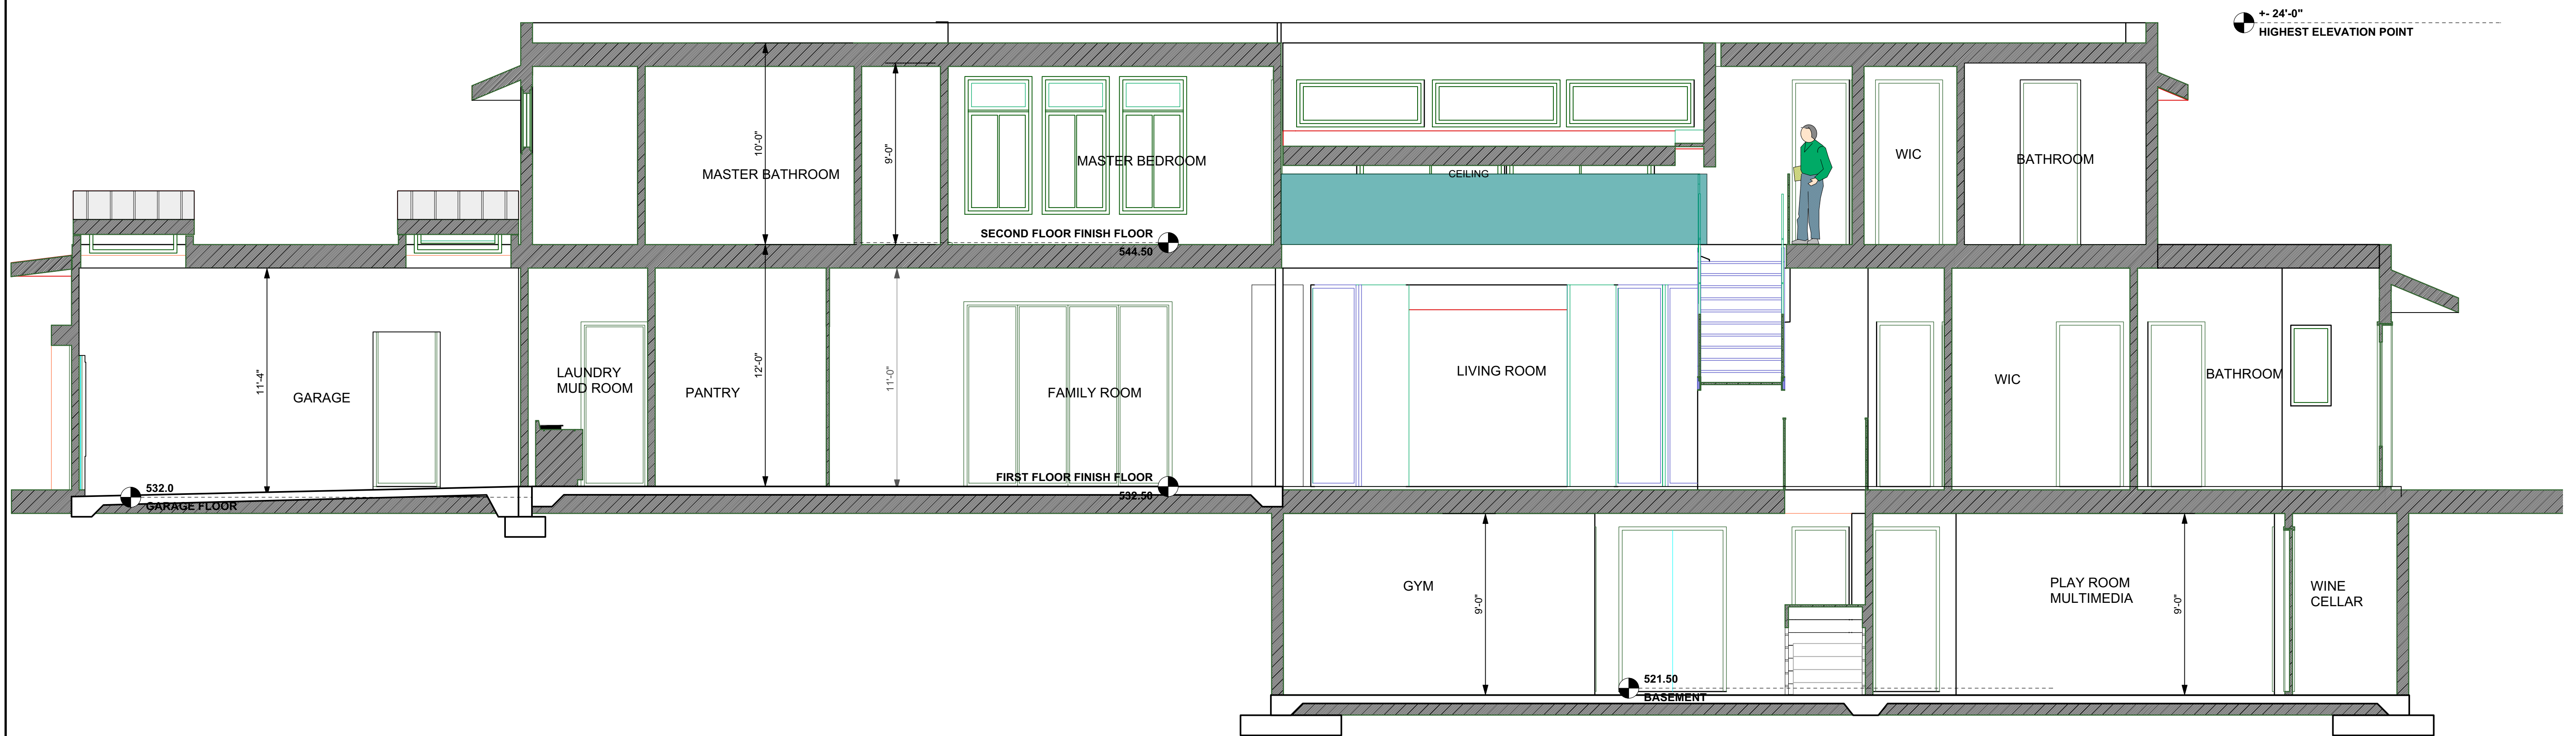 +- 24'-0"
HIGHEST ELEVATION POINT
10'-0"
9'-0"
MASTER BATHROOM
MASTER BEDROOM
CEILING
WIC
BATHROOM
SECOND FLOOR FINISH FLOOR
544.50
11'-4"
GARAGE
LAUNDRY
MUD ROOM
PANTRY
12'-0"
11'-0"
FAMILY ROOM
LIVING ROOM
WIC
BATHROOM
FIRST FLOOR FINISH FLOOR
532.50
532.0
GARAGE FLOOR
GYM
9'-0"
PLAY ROOM
MULTIMEDIA
9'-0"
WINE
CELLAR
521.50
BASEMENT